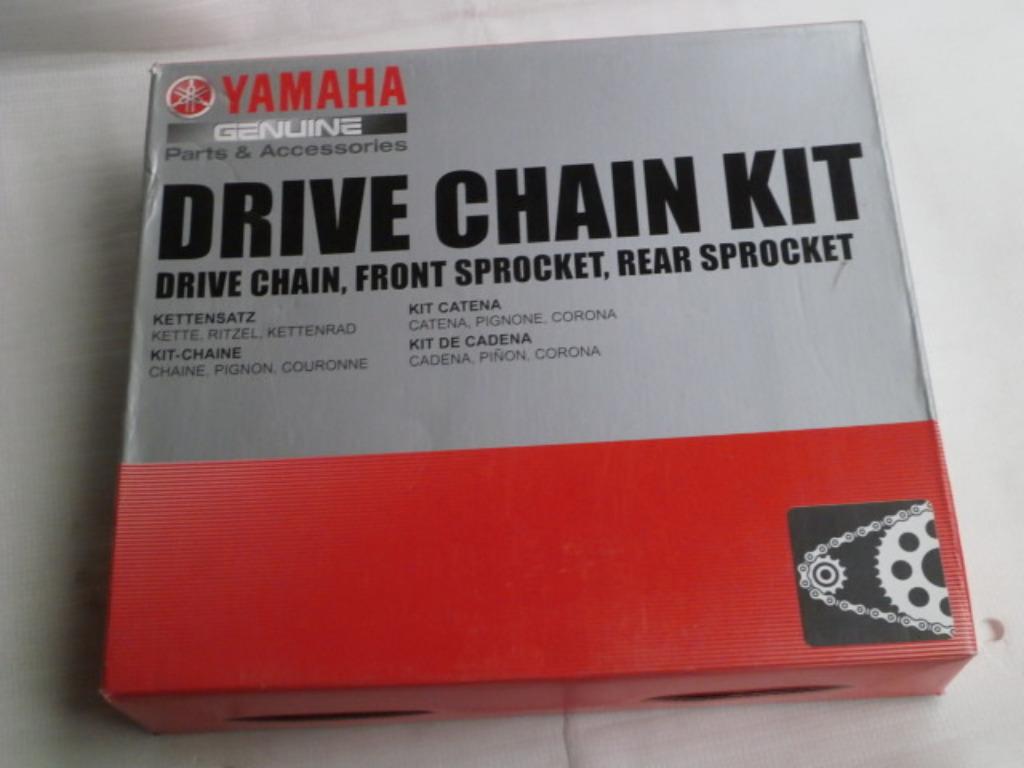 YAMAHA
GENUINE
Parts & Accessories
DRIVE CHAIN KIT
DRIVE CHAIN, FRONT SPROCKET, REAR SPROCKET
KETTENSATZ
KETTE, RITZEL, KETTENRAD
KIT-CHAINE
CHAINE, PIGNON, COURONNE
KIT CATENA
CATENA, PIGNONE, CORONA
KIT DE CADENA
CADENA, PIÑON, CORONA